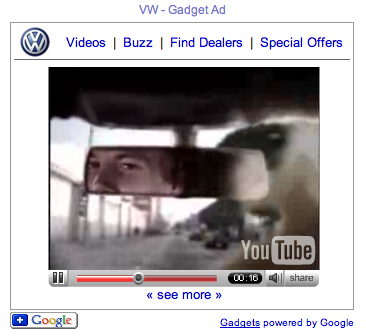 VW - Gadget Ad
Videos | Buzz | Find Dealers | Special Offers
YouTube
00:16 share
« see more »
Google
Gadgets powered by Google